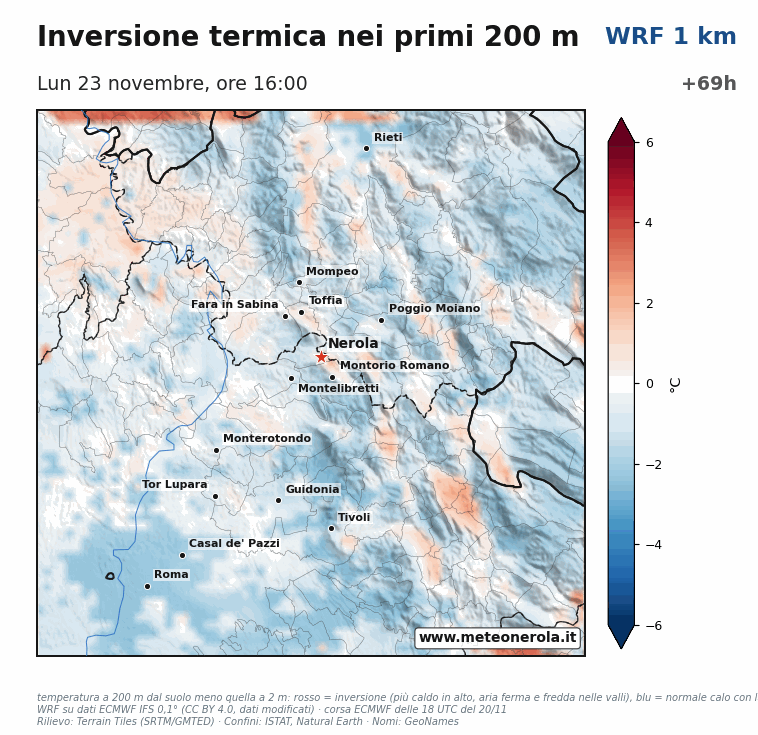 Inversione termica nei primi 200 m
WRF 1 km
Lun 23 novembre, ore 16:00
+69h
Rieti
Mompeo
Fara in Sabina
Toffia
Poggio Moiano
Nerola
Montorio Romano
Montelibretti
Monterotondo
Tor Lupara
Guidonia
Tivoli
Casal de' Pazzi
Roma
www.meteonerola.it
6
4
2
0
−2
−4
−6
°C
temperatura a 200 m dal suolo meno quella a 2 m: rosso = inversione (più caldo in alto, aria ferma e fredda nelle valli), blu = normale calo con
WRF su dati ECMWF IFS 0,1° (CC BY 4.0, dati modificati) · corsa ECMWF delle 18 UTC del 20/11
Rilievo: Terrain Tiles (SRTM/GMTED) · Confini: ISTAT, Natural Earth · Nomi: GeoNames